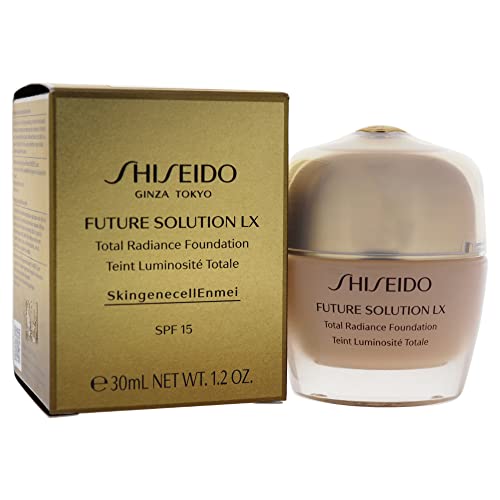 SHISEIDO
GINZA TOKYO
FUTURE SOLUTION LX
Total Radiance Foundation
Teint Luminosité Totale
SkingenecellEnmei
SPF 15
℮30mL NET WT. 1.2 OZ.
SHISEIDO
FUTURE SOLUTION LX
Total Radiance Foundation
Teint Luminosité Totale